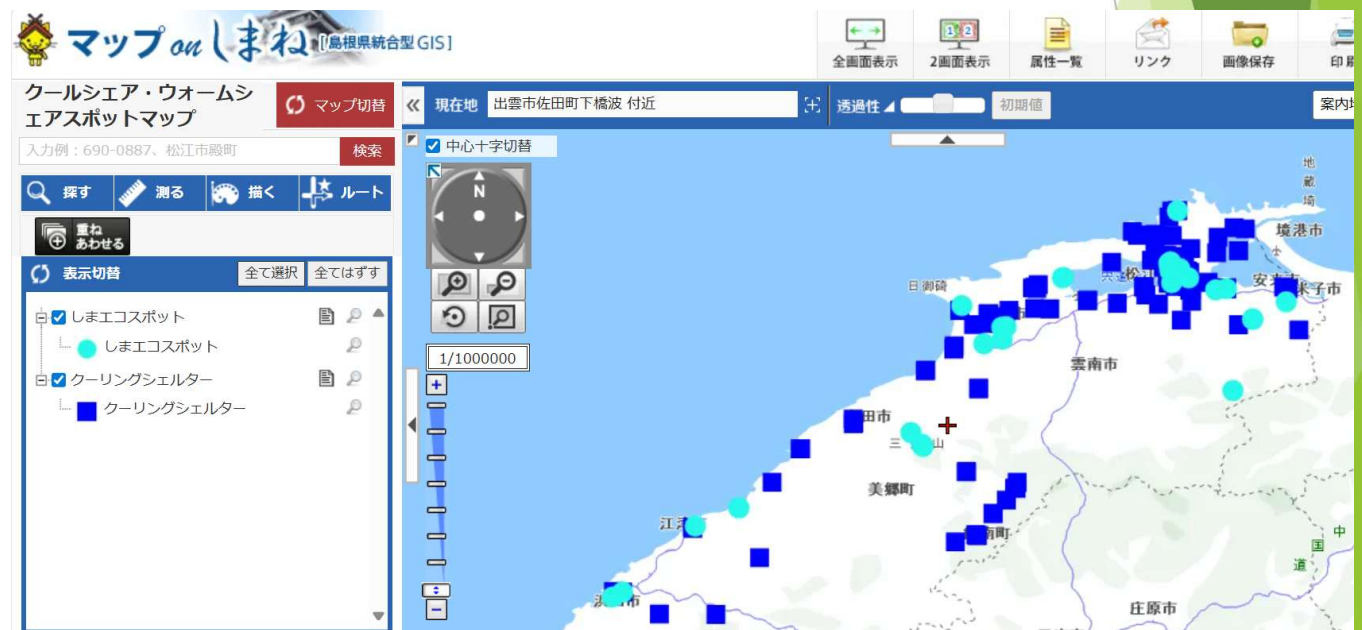 マップ on しまね [島根県統合型GIS]
全画面表示
2画面表示
属性一覧
リンク
画像保存
クールシェア・ウォームシ
ェアスポットマップ
マップ切替
現在地
出雲市佐田町下橋波 付近
透過性
初期値
入力例：690-0887、松江市殿町
検索
中心十字切替
探す
測る
描く
ルート
N
重ね
あわせる
表示切替
全て選択
全てはずす
しまエコスポット
しまエコスポット
クーリングシェルター
クーリングシェルター
1/1000000
地蔵埼
境港市
米子市
日御碕
雲南市
美郷町
庄原市
中国道